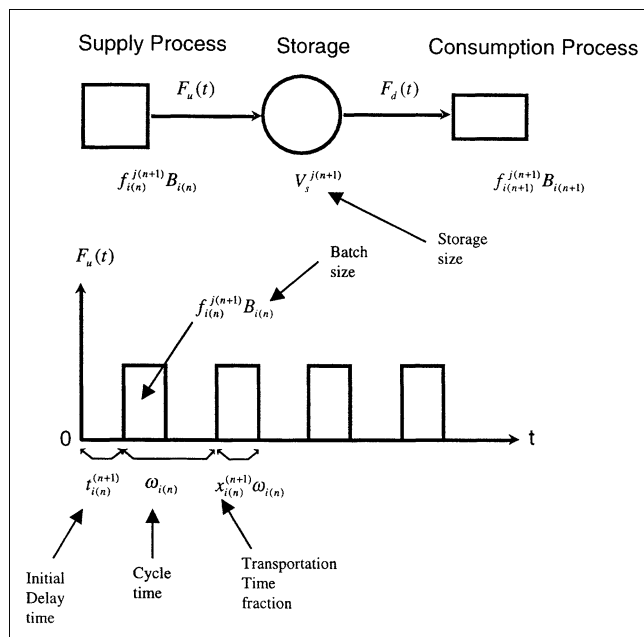 Supply Process Storage Consumption Process
F_u(t) F_d(t)
f_{i(n)}^{j(n+1)} B_{i(n)} V_s^{j(n+1)} f_{i(n+1)}^{j(n+1)} B_{i(n+1)}
Storage
size
Batch
size
F_u(t)
f_{i(n)}^{j(n+1)} B_{i(n)}
0
t
t_{i(n)}^{(n+1)} ω_{i(n)} x_{i(n)}^{(n+1)} ω_{i(n)}
Initial
Delay
time
Cycle
time
Transportation
Time
fraction